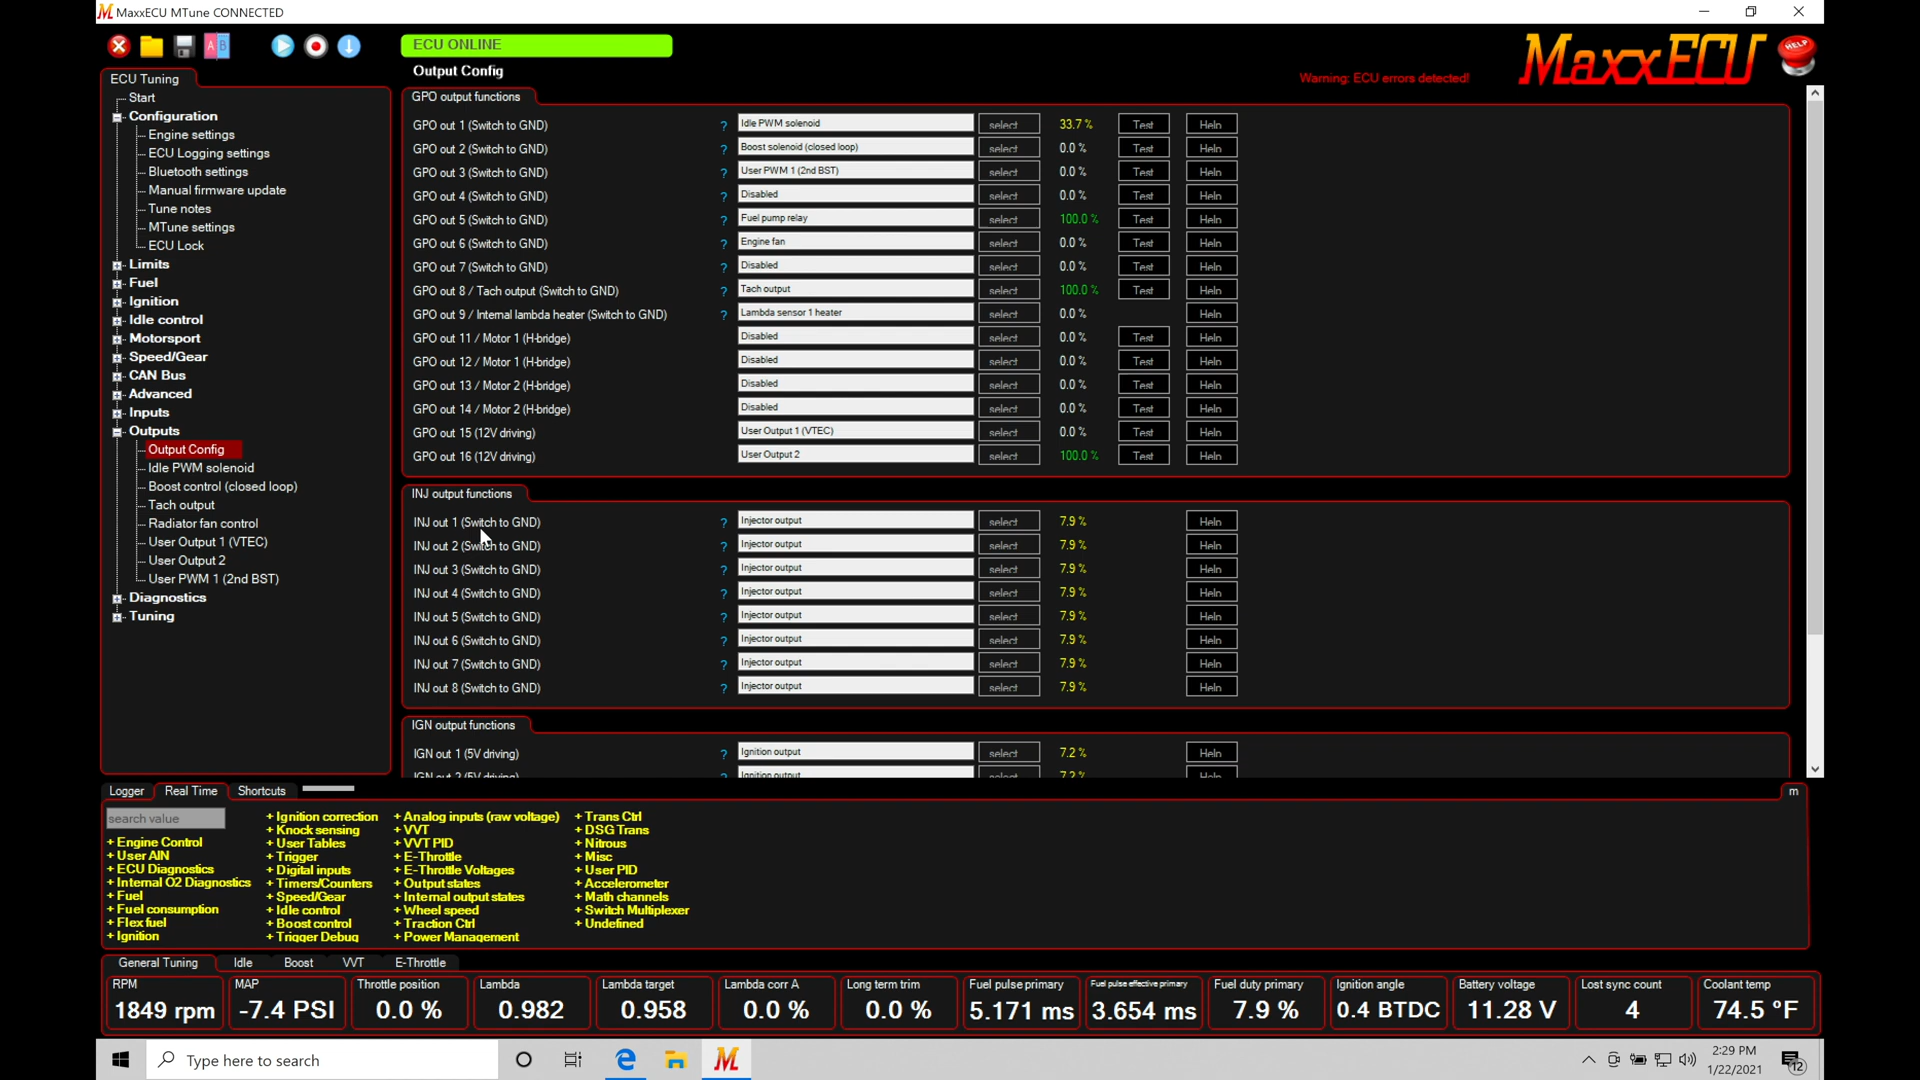 MaxxECU MTune CONNECTED
ECU ONLINE
Output Config
Warning: ECU errors detected!
MaxxECU
HELP
A B
ECU Tuning
Start
Configuration
Engine settings
ECU Logging settings
Bluetooth settings
Manual firmware update
Tune notes
MTune settings
ECU Lock
Limits
Fuel
Ignition
Idle control
Motorsport
Speed/Gear
CAN Bus
Advanced
Inputs
Outputs
Output Config
Idle PWM solenoid
Boost control (closed loop)
Tach output
Radiator fan control
User Output 1 (VTEC)
User Output 2
User PWM 1 (2nd BST)
Diagnostics
Tuning
GPO output functions
GPO out 1 (Switch to GND) ? Idle PWM solenoid select 33.7 % Test Help
GPO out 2 (Switch to GND) ? Boost solenoid (closed loop) select 0.0 % Test Help
GPO out 3 (Switch to GND) ? User PWM 1 (2nd BST) select 0.0 % Test Help
GPO out 4 (Switch to GND) ? Disabled select 0.0 % Test Help
GPO out 5 (Switch to GND) ? Fuel pump relay select 100.0 % Test Help
GPO out 6 (Switch to GND) ? Engine fan select 0.0 % Test Help
GPO out 7 (Switch to GND) ? Disabled select 0.0 % Test Help
GPO out 8 / Tach output (Switch to GND) ? Tach output select 100.0 % Test Help
GPO out 9 / Internal lambda heater (Switch to GND) ? Lambda sensor 1 heater select 0.0 % Help
GPO out 11 / Motor 1 (H-bridge) Disabled select 0.0 % Test Help
GPO out 12 / Motor 1 (H-bridge) Disabled select 0.0 % Test Help
GPO out 13 / Motor 2 (H-bridge) Disabled select 0.0 % Test Help
GPO out 14 / Motor 2 (H-bridge) Disabled select 0.0 % Test Help
GPO out 15 (12V driving) User Output 1 (VTEC) select 0.0 % Test Help
GPO out 16 (12V driving) User Output 2 select 100.0 % Test Help
INJ output functions
INJ out 1 (Switch to GND) ? Injector output select 7.9 % Help
INJ out 2 (Switch to GND) ? Injector output select 7.9 % Help
INJ out 3 (Switch to GND) ? Injector output select 7.9 % Help
INJ out 4 (Switch to GND) ? Injector output select 7.9 % Help
INJ out 5 (Switch to GND) ? Injector output select 7.9 % Help
INJ out 6 (Switch to GND) ? Injector output select 7.9 % Help
INJ out 7 (Switch to GND) ? Injector output select 7.9 % Help
INJ out 8 (Switch to GND) ? Injector output select 7.9 % Help
IGN output functions
IGN out 1 (5V driving) ? Ignition output select 7.2 % Help
IGN out 2 (5V driving) ? Ignition output select 7.2 % Help
Logger Real Time Shortcuts m
search value
+ Engine Control
+ User AIN
+ ECU Diagnostics
+ Internal O2 Diagnostics
+ Fuel
+ Fuel consumption
+ Flex fuel
+ Ignition
+ Ignition correction
+ Knock sensing
+ User Tables
+ Trigger
+ Digital inputs
+ Timers/Counters
+ Speed/Gear
+ Idle control
+ Boost control
+ Trigger Debug
+ Analog inputs (raw voltage)
+ VVT
+ VVT PID
+ E-Throttle
+ E-Throttle Voltages
+ Output states
+ Internal output states
+ Wheel speed
+ Traction Ctrl
+ Power Management
+ Trans Ctrl
+ DSG Trans
+ Nitrous
+ Misc
+ User PID
+ Accelerometer
+ Math channels
+ Switch Multiplexer
+ Undefined
General Tuning Idle Boost VVT E-Throttle
RPM MAP Throttle position Lambda Lambda target Lambda corr A Long term trim Fuel pulse primary Fuel pulse effective primary Fuel duty primary Ignition angle Battery voltage Lost sync count Coolant temp
1849 rpm -7.4 PSI 0.0 % 0.982 0.958 0.0 % 0.0 % 5.171 ms 3.654 ms 7.9 % 0.4 BTDC 11.28 V 4 74.5 °F
Type here to search
2:29 PM
1/22/2021
12